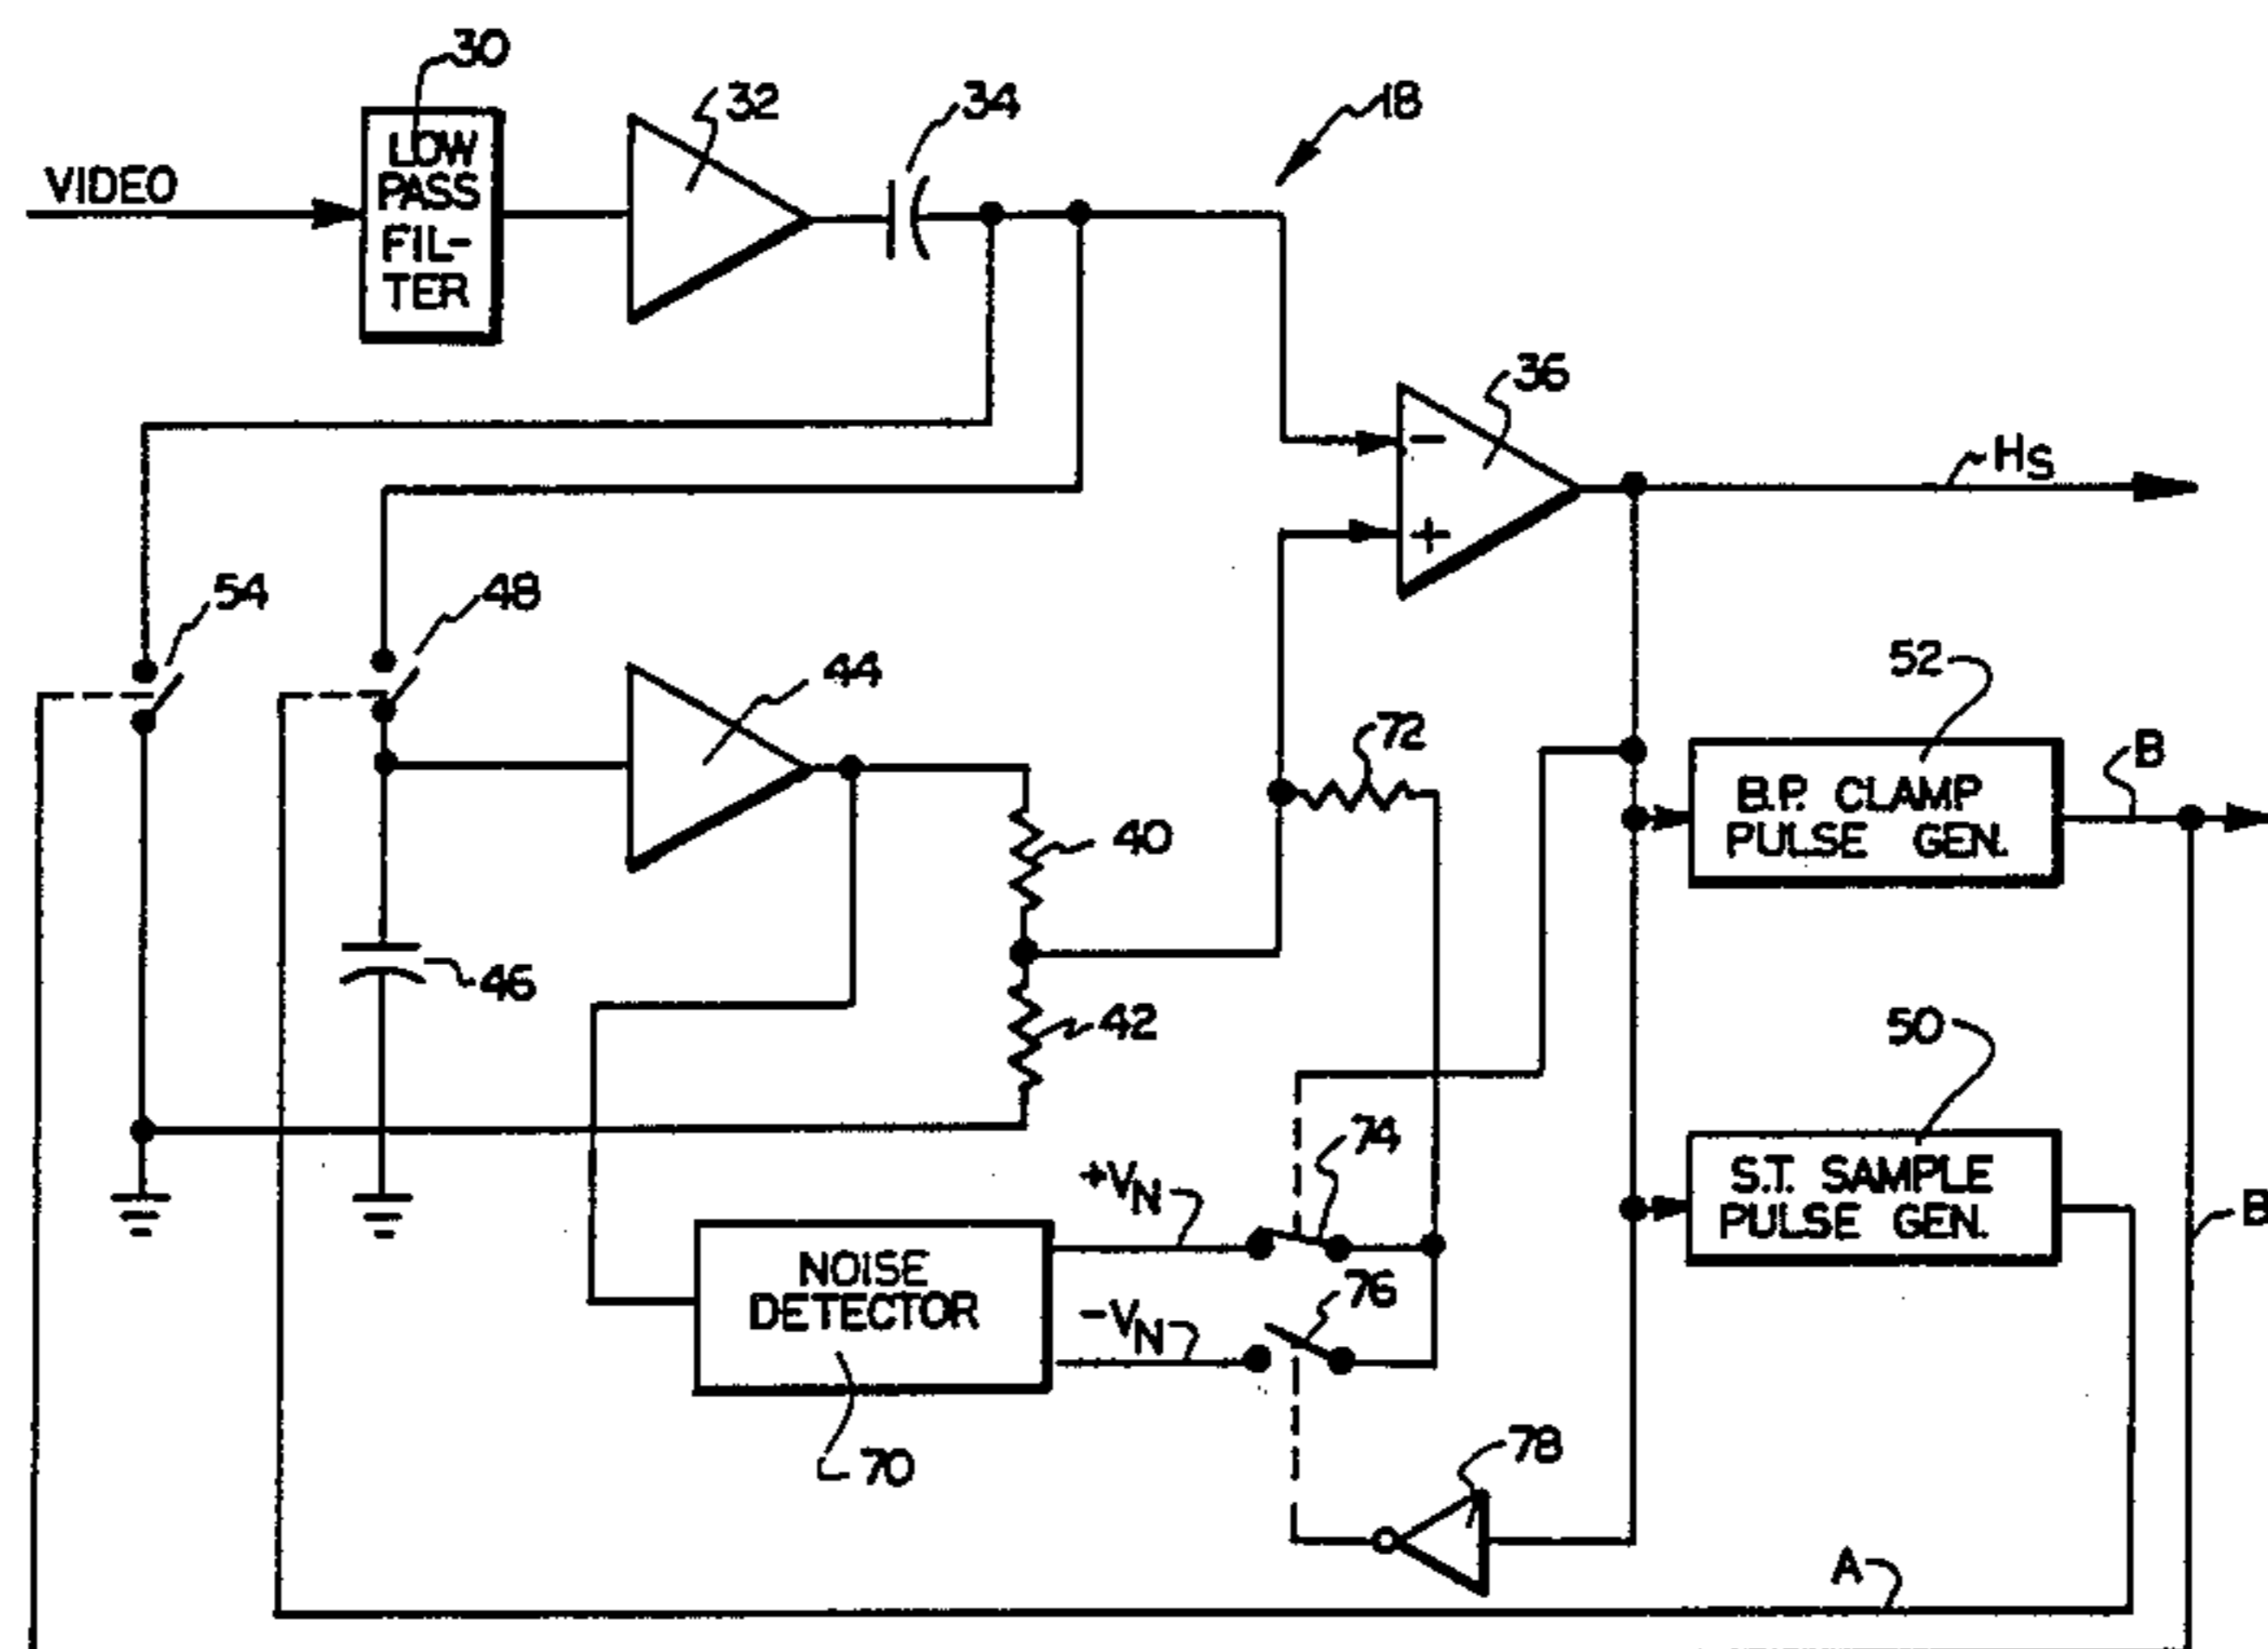 30
32
34
18
VIDEO
LOW
PASS
FIL-
TER
36
HS
54
48
44
52
72
B
40
B.P. CLAMP
PULSE GEN.
46
42
50
74
+VN
S.T. SAMPLE
PULSE GEN.
B
NOISE
DETECTOR
76
-VN
70
78
A